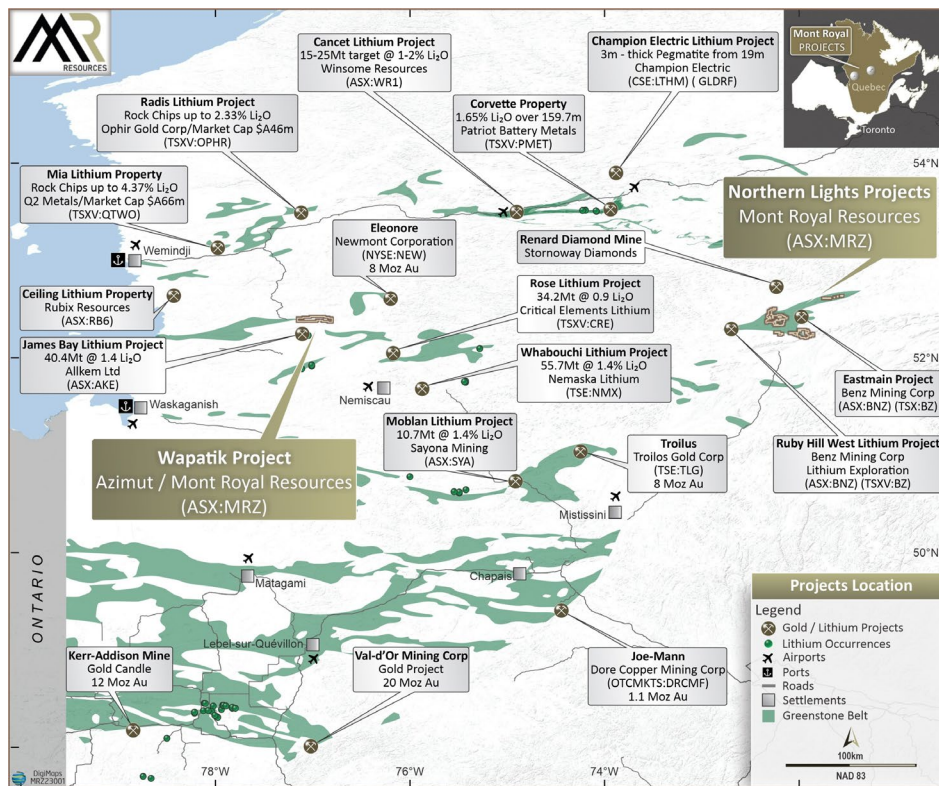 MR
RESOURCES
Cancet Lithium Project
15-25Mt target @ 1-2% Li₂O
Winsome Resources
(ASX:WR1)
Champion Electric Lithium Project
3m - thick Pegmatite from 19m
Champion Electric
(CSE:LTHM) ( GLDRF)
Mont Royal
PROJECTS
Quebec
Toronto
Radis Lithium Project
Rock Chips up to 2.33% Li₂O
Ophir Gold Corp/Market Cap $A46m
(TSXV:OPHR)
Corvette Property
1.65% Li₂O over 159.7m
Patriot Battery Metals
(TSXV:PMET)
54°N
Mia Lithium Property
Rock Chips up to 4.37% Li₂O
Q2 Metals/Market Cap $A66m
(TSXV:QTWO)
Northern Lights Projects
Mont Royal Resources
(ASX:MRZ)
Eleonore
Newmont Corporation
(NYSE:NEW)
8 Moz Au
Renard Diamond Mine
Stornoway Diamonds
Wemindji
Rose Lithium Project
34.2Mt @ 0.9 Li₂O
Critical Elements Lithium
(TSXV:CRE)
Ceiling Lithium Property
Rubix Resources
(ASX:RB6)
James Bay Lithium Project
40.4Mt @ 1.4 Li₂O
Allkem Ltd
(ASX:AKE)
Whabouchi Lithium Project
55.7Mt @ 1.4% Li₂O
Nemaska Lithium
(TSE:NMX)
52°N
Eastmain Project
Benz Mining Corp
(ASX:BNZ) (TSX:BZ)
Nemiscau
Waskaganish
Moblan Lithium Project
10.7Mt @ 1.4% Li₂O
Sayona Mining
(ASX:SYA)
Troilus
Troilos Gold Corp
(TSE:TLG)
8 Moz Au
Ruby Hill West Lithium Project
Benz Mining Corp
Lithium Exploration
(ASX:BNZ) (TSXV:BZ)
Wapatik Project
Azimut / Mont Royal Resources
(ASX:MRZ)
Mistissini
50°N
ONTARIO
Matagami
Chapais
Lebel-sur-Quévillon
Kerr-Addison Mine
Gold Candle
12 Moz Au
Val-d'Or Mining Corp
Gold Project
20 Moz Au
Joe-Mann
Dore Copper Mining Corp
(OTCMKTS:DRCMF)
1.1 Moz Au
Projects Location
Legend
Gold / Lithium Projects
Lithium Occurrences
Airports
Ports
Roads
Settlements
Greenstone Belt
100km
NAD 83
DigiMaps
MRZ23001
78°W
76°W
74°W